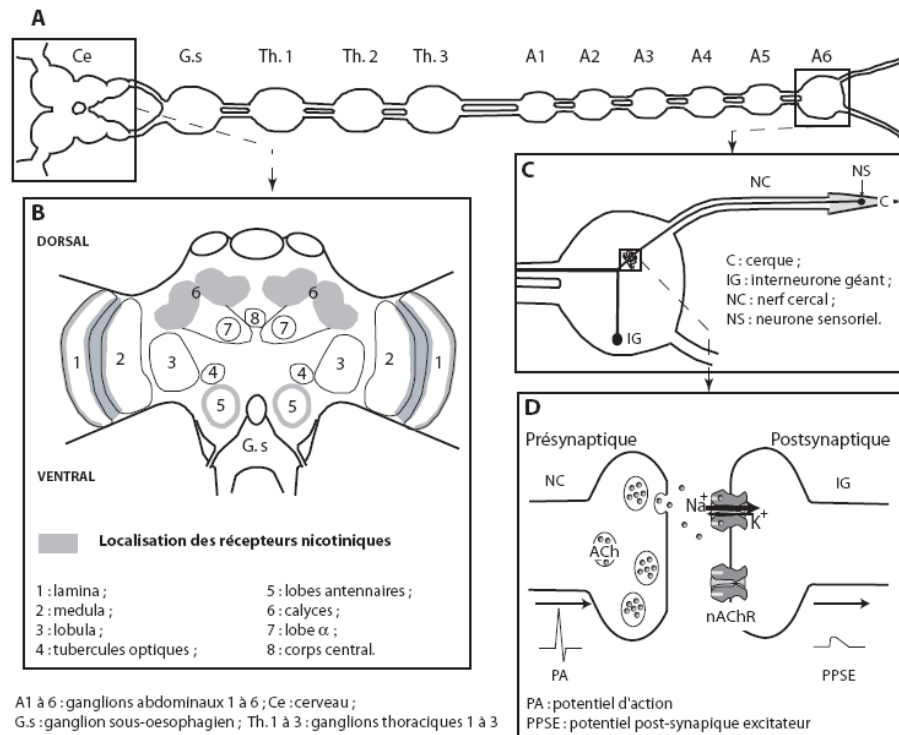 A
Ce G.s Th. 1 Th. 2 Th. 3 A1 A2 A3 A4 A5 A6
B
DORSAL
6 6
8
7 7
1 2 3 4 4 3 2 1
5 5
G. s
VENTRAL
Localisation des récepteurs nicotiniques
1 : lamina ;
2 : medula ;
3 : lobula ;
4 : tubercules optiques ;
5 : lobes antennaires ;
6 : calyces ;
7 : lobe α ;
8 : corps central.
C
NS
NC
C
C : cerque ;
IG : interneurone géant ;
NC : nerf cercal ;
NS : neurone sensoriel.
IG
D
Présynaptique Postsynaptique
NC IG
Na+
K+
ACh
nAChR
PA PPSE
PA : potentiel d'action
PPSE : potentiel post-synapique excitateur
A1 à 6 : ganglions abdominaux 1 à 6 ; Ce : cerveau ;
G.s : ganglion sous-oesophagien ; Th. 1 à 3 : ganglions thoraciques 1 à 3